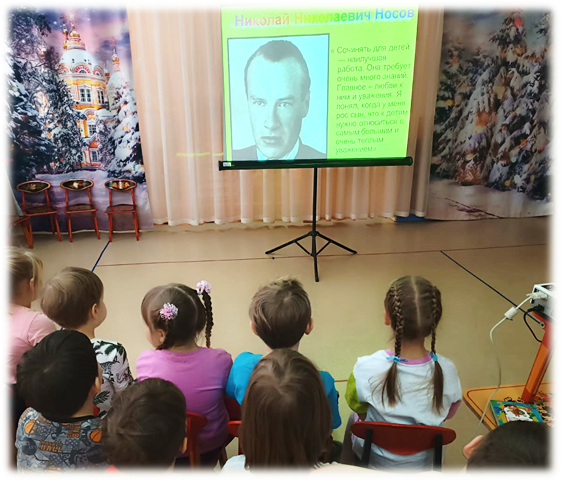 Николай Николаевич Носов
« Сочинять для детей
— наилучшая
работа. Она требует
очень много знаний.
Главное – любовь к
ним и уважение. Я
понял, когда у меня
рос сын, что к детям
нужно относиться с
самым большим и
очень теплым
уважением».